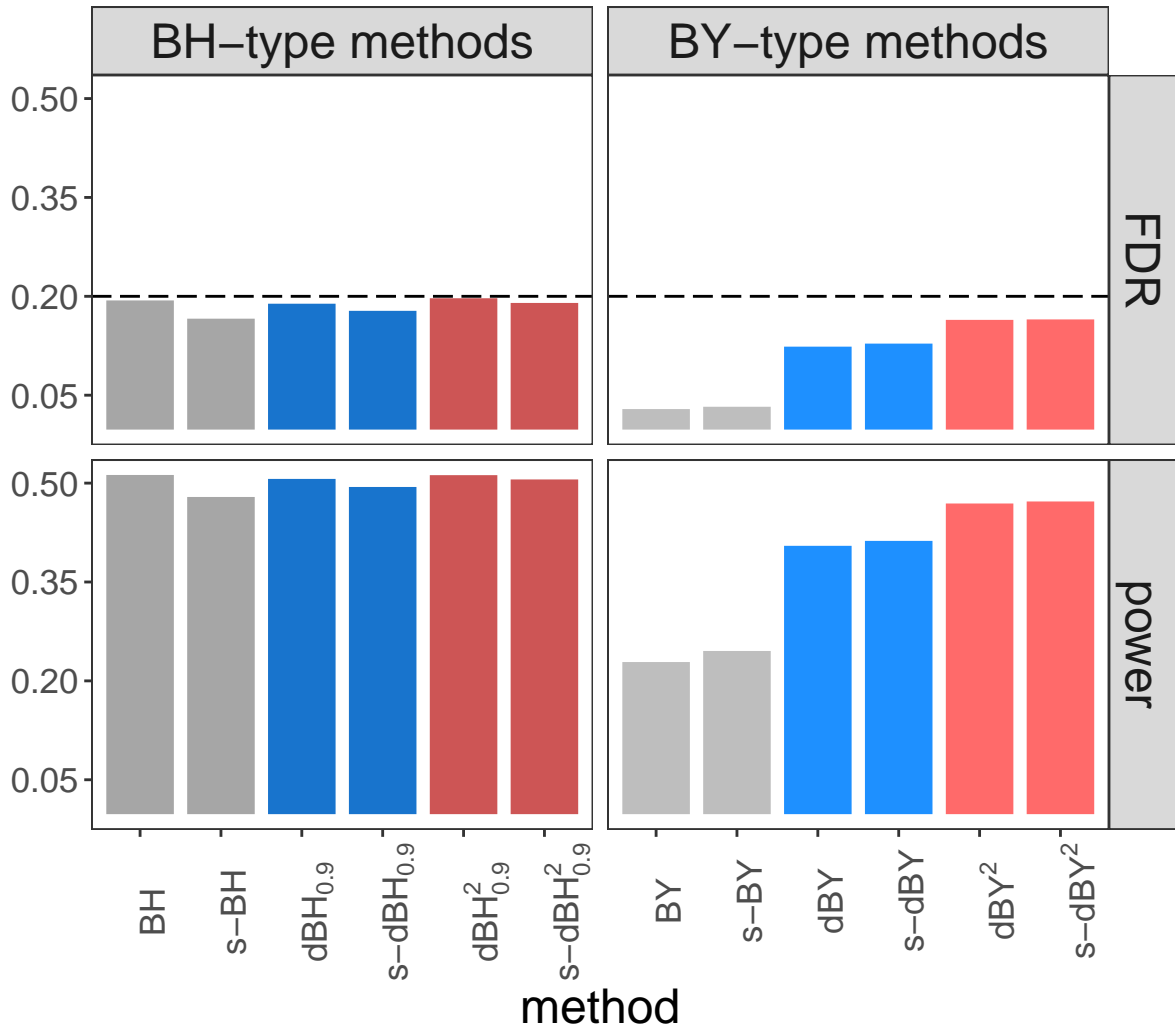 BH–type methods
BY–type methods
0.50
0.35
0.20
0.05
FDR
0.50
0.35
0.20
0.05
power
BH
s−BH
dBH₀.₉
s−dBH₀.₉
dBH²₀.₉
s−dBH²₀.₉
BY
s−BY
dBY
s−dBY
dBY²
s−dBY²
method